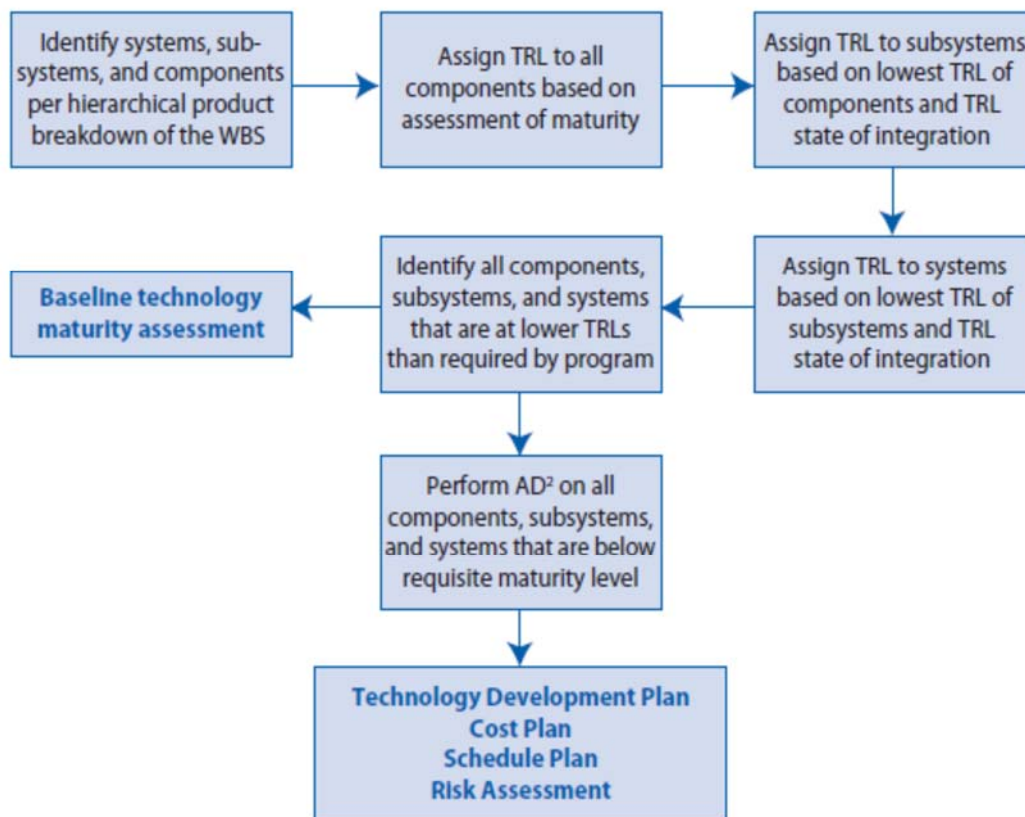 Identify systems, sub-
systems, and components
per hierarchical product
breakdown of the WBS
Assign TRL to all
components based on
assessment of maturity
Assign TRL to subsystems
based on lowest TRL of
components and TRL
state of integration
Assign TRL to systems
based on lowest TRL of
subsystems and TRL
state of integration
Identify all components,
subsystems, and systems
that are at lower TRLs
than required by program
Baseline technology
maturity assessment
Perform AD² on all
components, subsystems,
and systems that are below
requisite maturity level
Technology Development Plan
Cost Plan
Schedule Plan
Risk Assessment